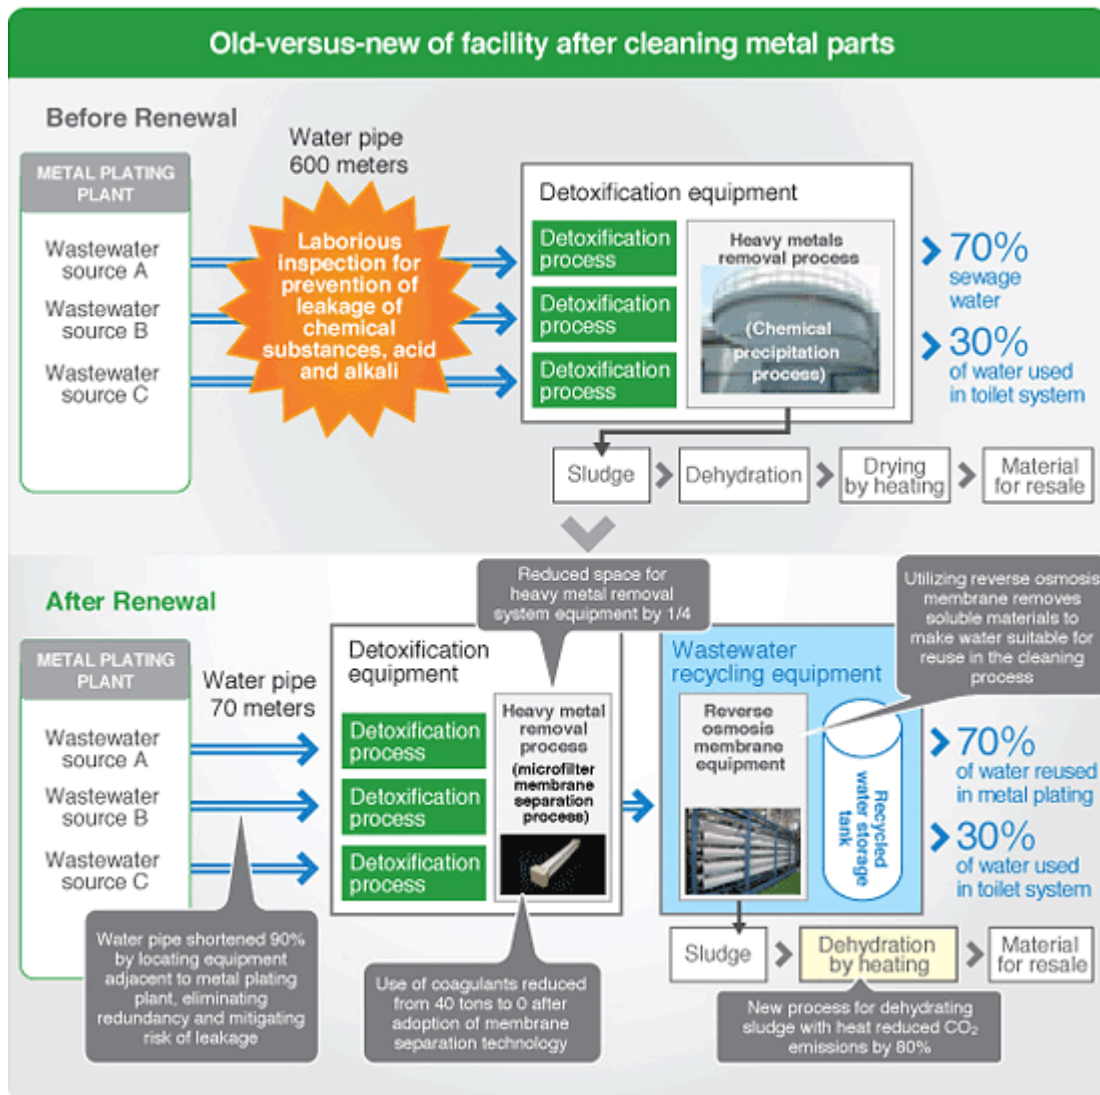 Old-versus-new of facility after cleaning metal parts
Before Renewal
METAL PLATING
PLANT
Wastewater
source A
Wastewater
source B
Wastewater
source C
Water pipe
600 meters
Laborious
inspection for
prevention of
leakage of
chemical
substances, acid
and alkali
Detoxification equipment
Detoxification
process
Detoxification
process
Detoxification
process
Heavy metals
removal process
(Chemical
precipitation
process)
70%
sewage
water
30%
of water used
in toilet system
Sludge
Dehydration
Drying
by heating
Material
for resale
After Renewal
METAL PLATING
PLANT
Wastewater
source A
Wastewater
source B
Wastewater
source C
Water pipe
70 meters
Water pipe shortened 90%
by locating equipment
adjacent to metal plating
plant, eliminating
redundancy and mitigating
risk of leakage
Detoxification
equipment
Detoxification
process
Detoxification
process
Detoxification
process
Reduced space for
heavy metal removal
system equipment by 1/4
Heavy metal
removal
process
(microfilter
membrane
separation
process)
Use of coagulants reduced
from 40 tons to 0 after
adoption of membrane
separation technology
Wastewater
recycling equipment
Reverse
osmosis
membrane
equipment
Recycled
water storage
tank
Utilizing reverse osmosis
membrane removes
soluble materials to
make water suitable for
reuse in the cleaning
process
70%
of water reused
in metal plating
30%
of water used
in toilet system
Sludge
Dehydration
by heating
Material
for resale
New process for dehydrating
sludge with heat reduced CO₂
emissions by 80%